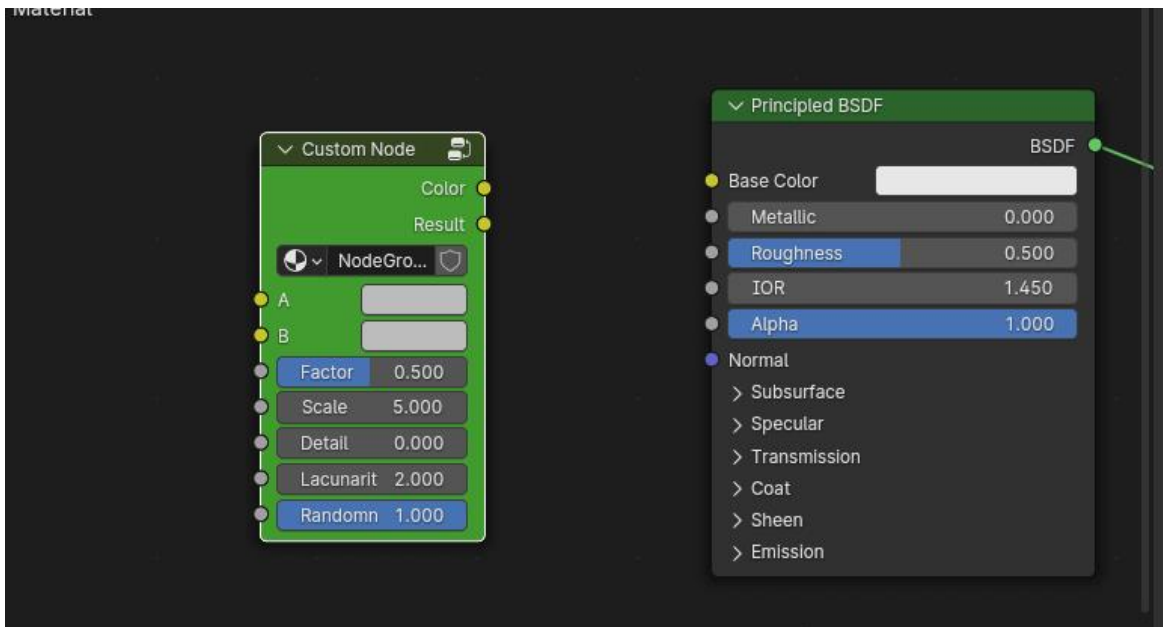 Material
Custom Node
Color
Result
NodeGro...
A
B
Factor 0.500
Scale 5.000
Detail 0.000
Lacunarit 2.000
Randomn 1.000
Principled BSDF
BSDF
Base Color
Metallic 0.000
Roughness 0.500
IOR 1.450
Alpha 1.000
Normal
Subsurface
Specular
Transmission
Coat
Sheen
Emission